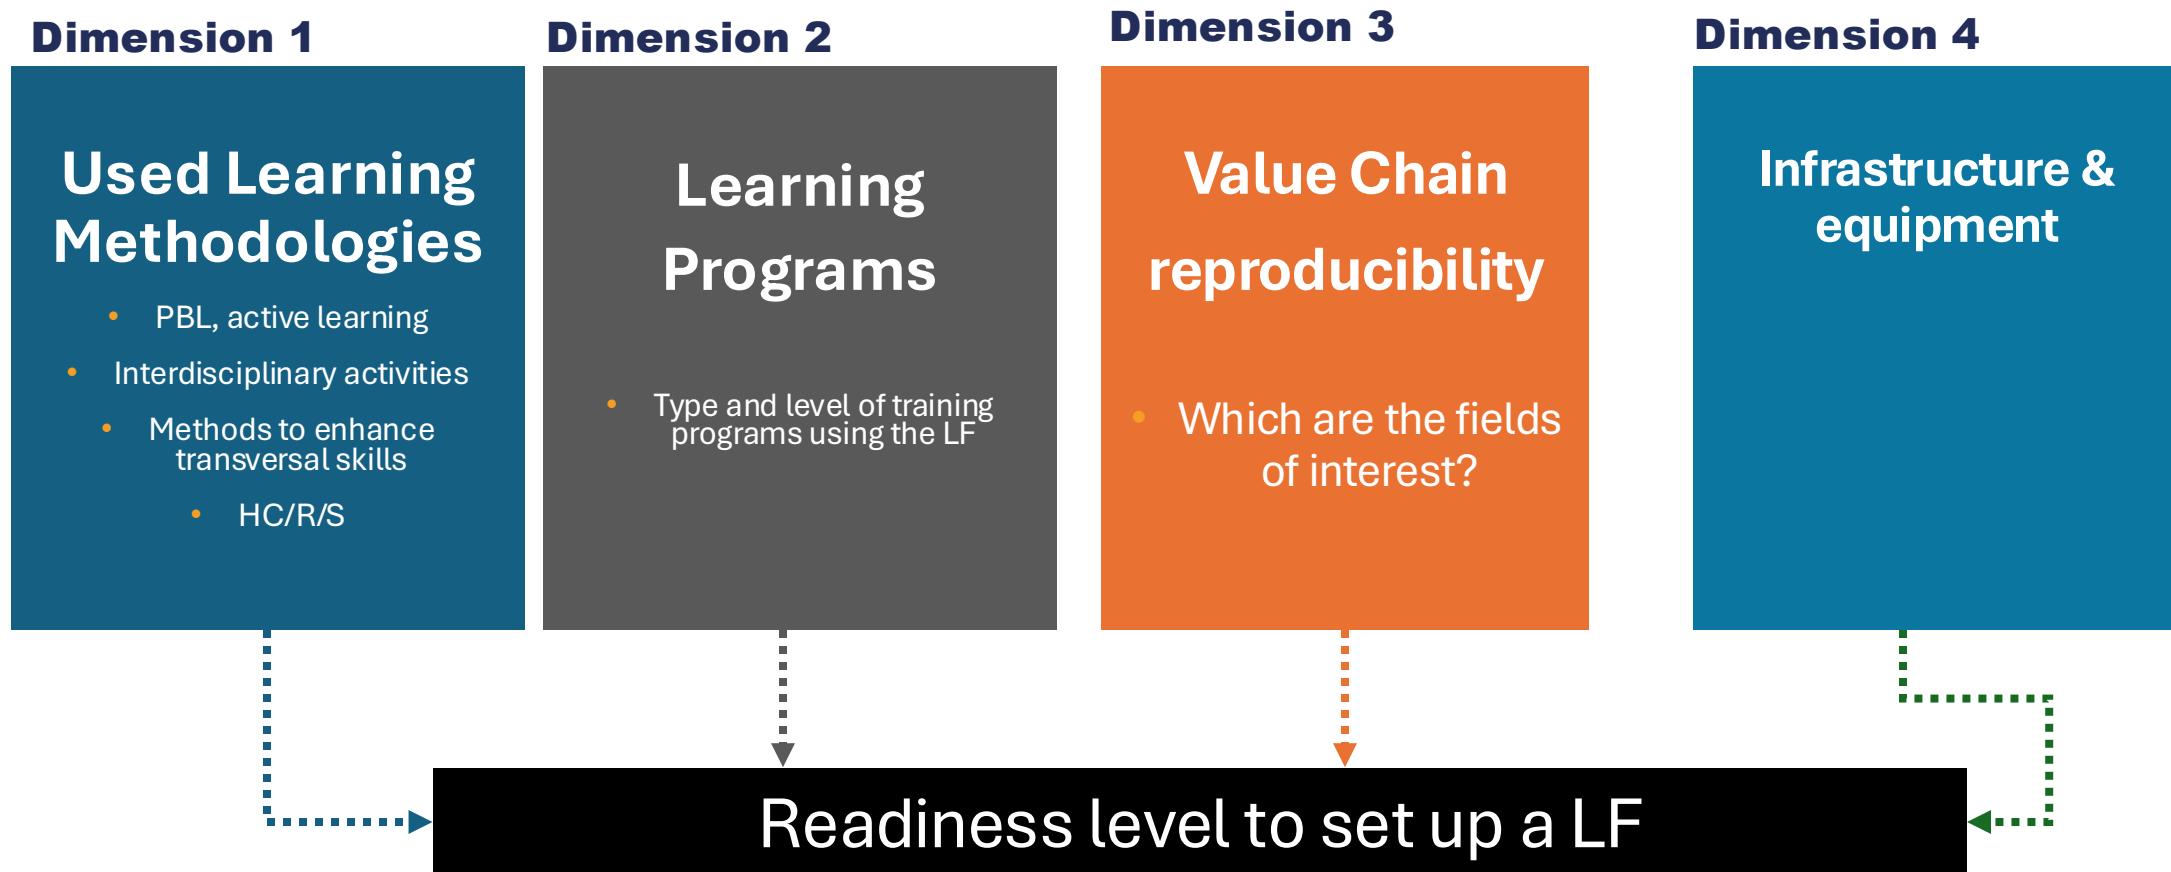 Dimension 1
Used Learning
Methodologies
• PBL, active learning
• Interdisciplinary activities
• Methods to enhance
transversal skills
• HC/R/S
Dimension 2
Learning
Programs
• Type and level of training
programs using the LF
Dimension 3
Value Chain
reproducibility
• Which are the fields
of interest?
Dimension 4
Infrastructure &
equipment
Readiness level to set up a LF